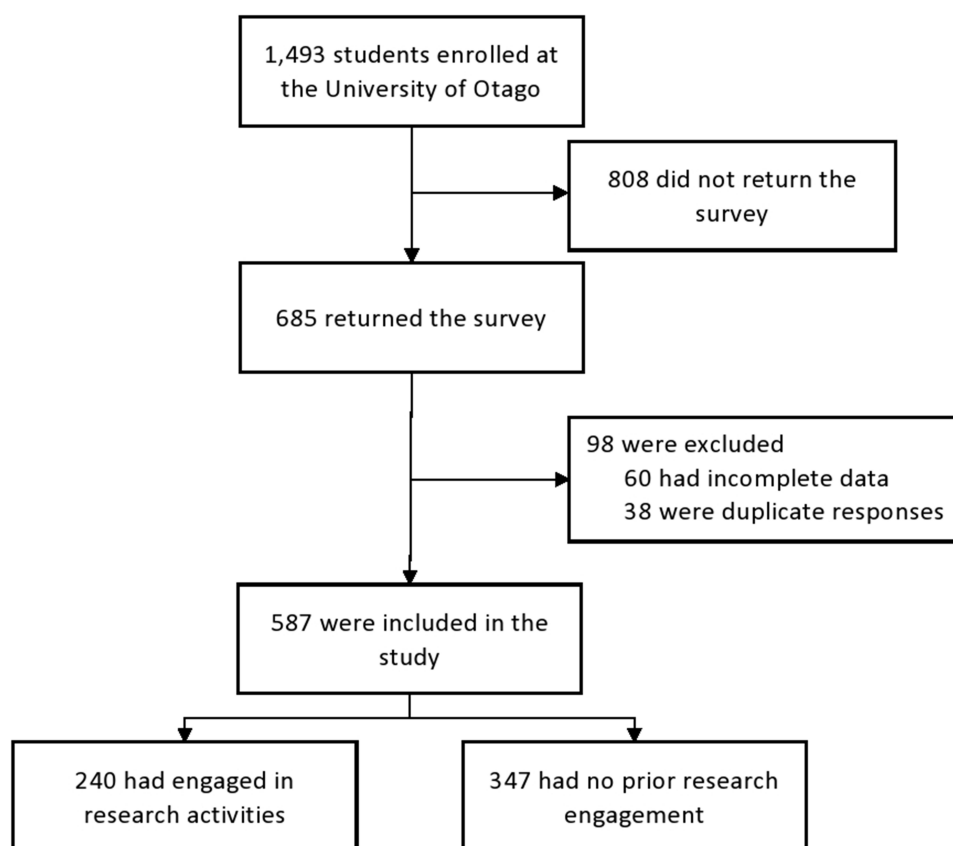 1,493 students enrolled at
the University of Otago
808 did not return the
survey
685 returned the survey
98 were excluded
60 had incomplete data
38 were duplicate responses
587 were included in the
study
240 had engaged in
research activities
347 had no prior research
engagement